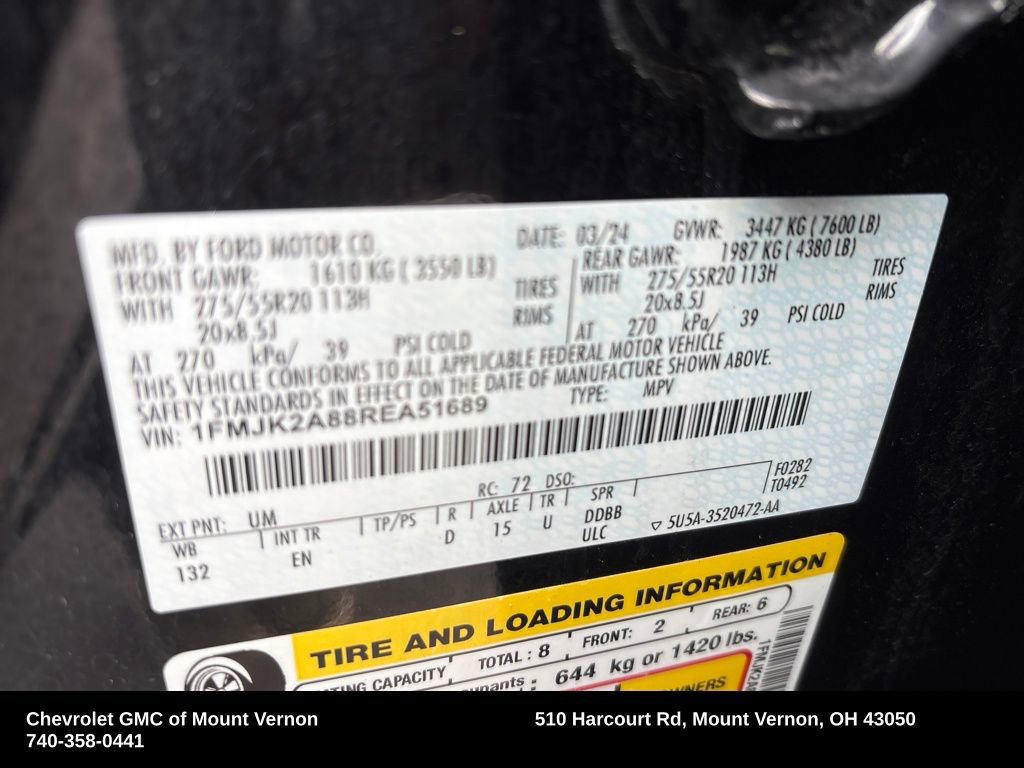 MFD. BY FORD MOTOR CO. DATE: 03/24 GVWR: 3447 KG ( 7600 LB)
FRONT GAWR: 1610 KG ( 3550 LB) REAR GAWR: 1987 KG ( 4380 LB)
WITH 275/55R20 113H TIRES WITH 275/55R20 113H TIRES
20x8.5J RIMS 20x8.5J RIMS
AT 270 kPa/ 39 PSI COLD AT 270 kPa/ 39 PSI COLD
THIS VEHICLE CONFORMS TO ALL APPLICABLE FEDERAL MOTOR VEHICLE
SAFETY STANDARDS IN EFFECT ON THE DATE OF MANUFACTURE SHOWN ABOVE.
VIN: 1FMJK2A88REA51689 TYPE: MPV
F0282
T0492
EXT PNT: UM RC: 72 DSO:
WB INT TR TP/PS R AXLE TR SPR
132 EN D 15 U DDBB
ULC
5U5A-3520472-AA
TIRE AND LOADING INFORMATION
CAPACITY TOTAL : 8 FRONT: 2 REAR: 6
: 644 kg or 1420 lbs.
OWNERS
Chevrolet GMC of Mount Vernon
740-358-0441
510 Harcourt Rd, Mount Vernon, OH 43050